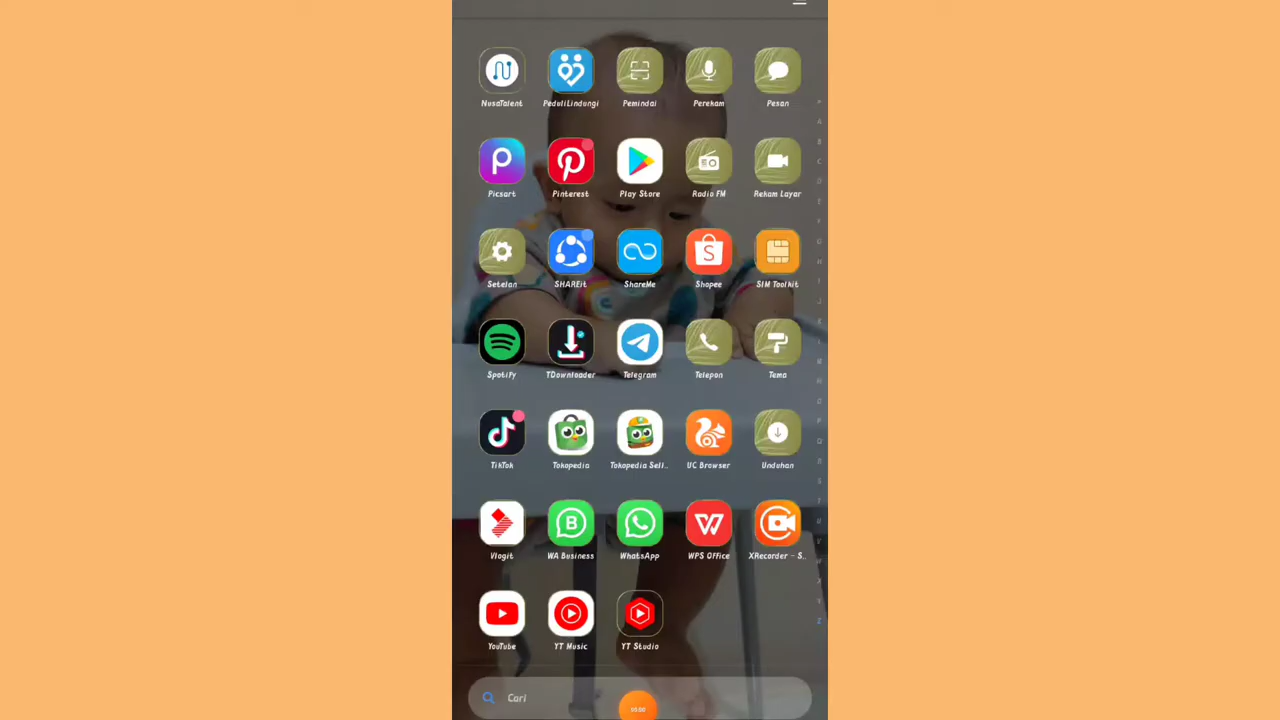 NusaTalent PeduliLindungi Pemindai Perekam Pesan
Picsart Pinterest Play Store Radio FM Rekam Layar
Setelan SHAREit ShareMe Shopee SIM Toolkit
Spotify TDownloader Telegram Telepon Tema
TikTok Tokopedia Tokopedia Sell.. UC Browser Unduhan
Vlogit WA Business WhatsApp WPS Office XRecorder - S..
YouTube YT Music YT Studio
Cari